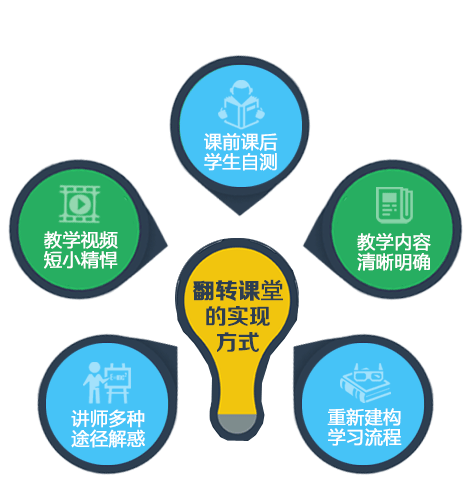 课前课后
学生自测
教学视频
短小精悍
教学内容
清晰明确
翻转课堂
的实现
方式
讲师多种
途径解惑
重新建构
学习流程